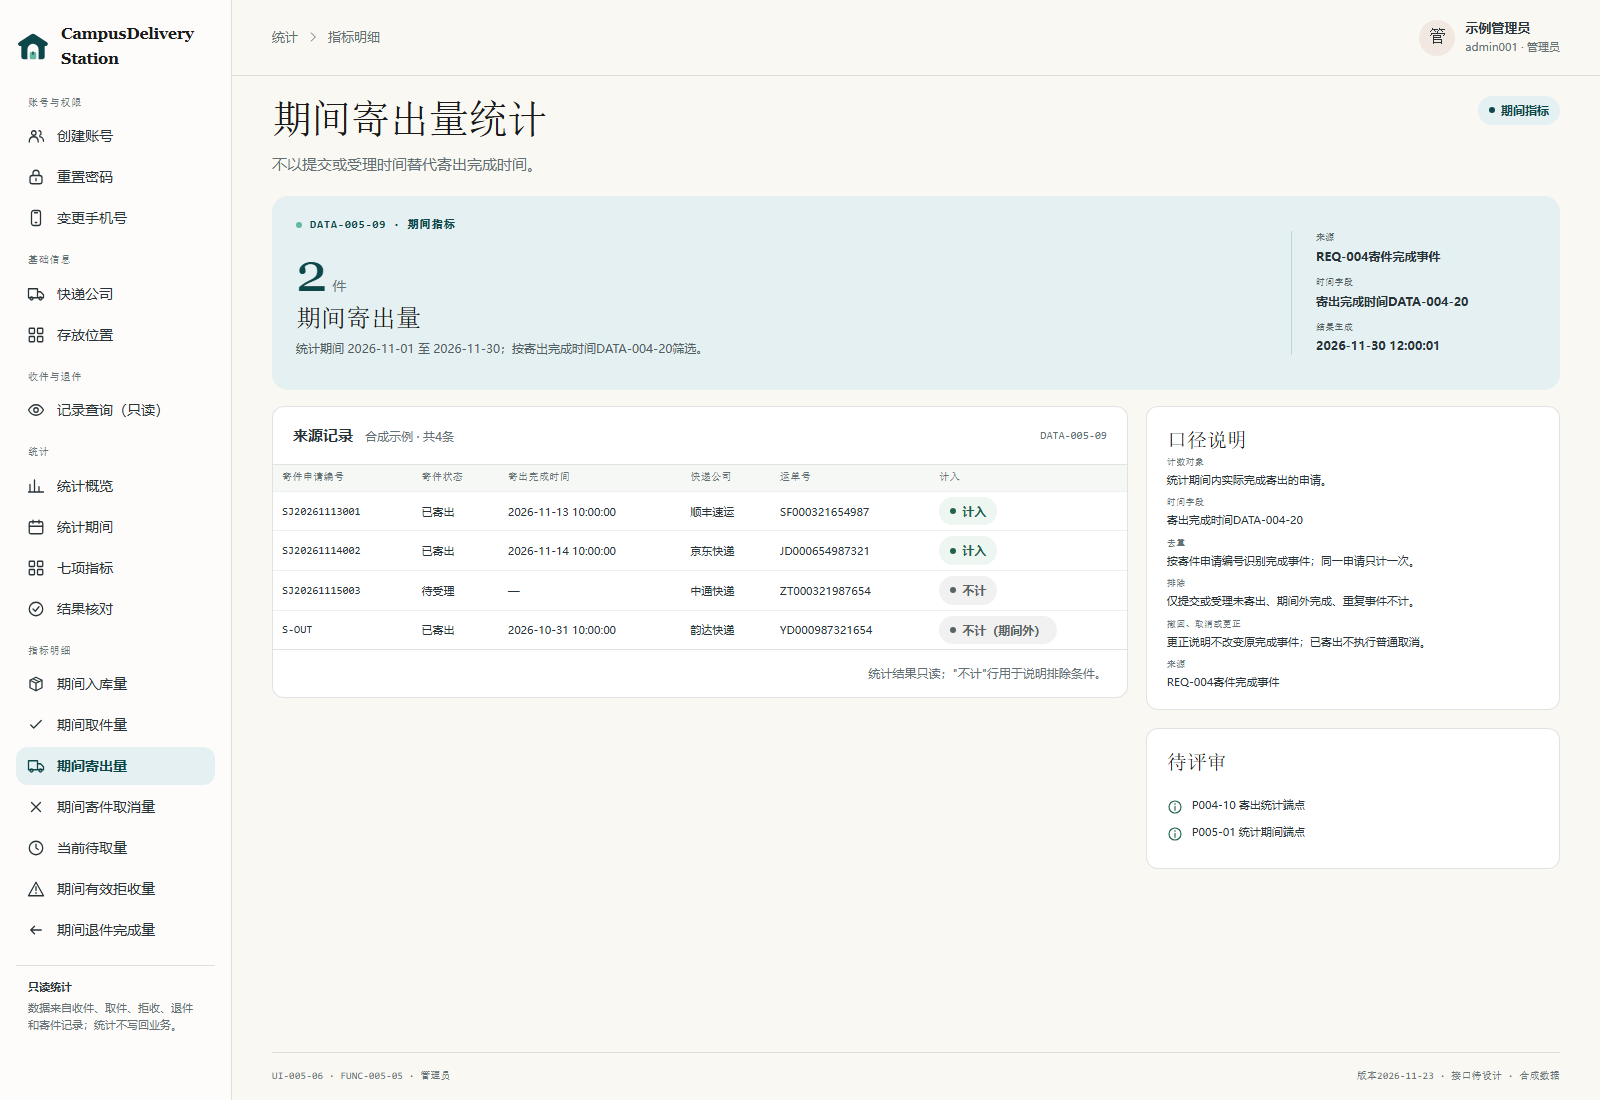 CampusDelivery
Station
账号与权限
创建账号
重置密码
变更手机号
基础信息
快递公司
存放位置
收件与退件
记录查询（只读）
统计
统计概览
统计期间
七项指标
结果核对
指标明细
期间入库量
期间取件量
期间寄出量
期间寄件取消量
当前待取量
期间有效拒收量
期间退件完成量
只读统计
数据来自收件、取件、拒收、退件
和寄件记录；统计不写回业务。
统计 > 指标明细
管
示例管理员
admin001 · 管理员
期间寄出量统计
期间指标
不以提交或受理时间替代寄出完成时间。
DATA-005-09 · 期间指标
2 件
期间寄出量
统计期间 2026-11-01 至 2026-11-30；按寄出完成时间DATA-004-20筛选。
来源
REQ-004寄件完成事件
时间字段
寄出完成时间DATA-004-20
结果生成
2026-11-30 12:00:01
来源记录 合成示例 · 共4条 DATA-005-09
寄件申请编号 寄件状态 寄出完成时间 快递公司 运单号 计入
SJ20261113001 已寄出 2026-11-13 10:00:00 顺丰速运 SF000321654987 计入
SJ20261114002 已寄出 2026-11-14 10:00:00 京东快递 JD000654987321 计入
SJ20261115003 待受理 — 中通快递 ZT000321987654 不计
S-OUT 已寄出 2026-10-31 10:00:00 韵达快递 YD000987321654 不计（期间外）
统计结果只读；"不计"行用于说明排除条件。
口径说明
计数对象
统计期间内实际完成寄出的申请。
时间字段
寄出完成时间DATA-004-20
去重
按寄件申请编号识别完成事件；同一申请只计一次。
排除
仅提交或受理未寄出、期间外完成、重复事件不计。
撤回、取消或更正
更正说明不改变原完成事件；已寄出不执行普通取消。
来源
REQ-004寄件完成事件
待评审
P004-10 寄出统计端点
P005-01 统计期间端点
UI-005-06 · FUNC-005-05 · 管理员
版本2026-11-23 · 接口待设计 · 合成数据